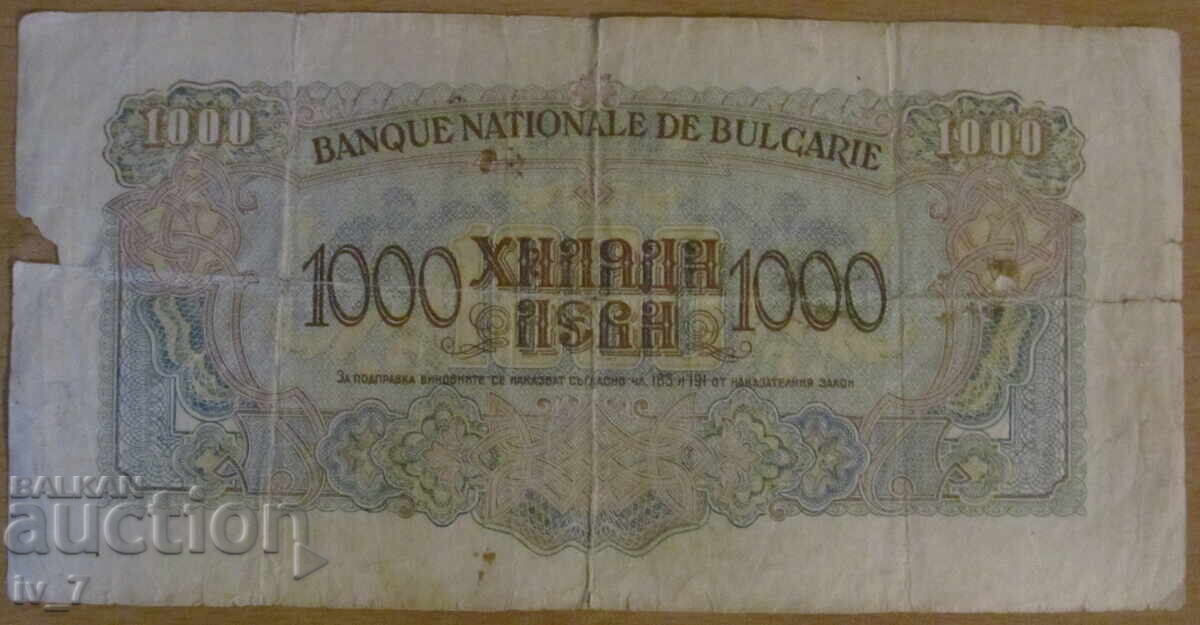 1000
1000
BANQUE NATIONALE DE BULGARIE
1000
ХИЛЯДИ
ЛЕВА
1000
ЗА ПОДПРАВКА ВИНОВНИТЕ СЕ НАКАЗВАТ СЪГЛАСНО ЧЛ. 183 И 191 ОТ НАКАЗАТЕЛНИЯ ЗАКОН
BALKAN
auction
iv_7